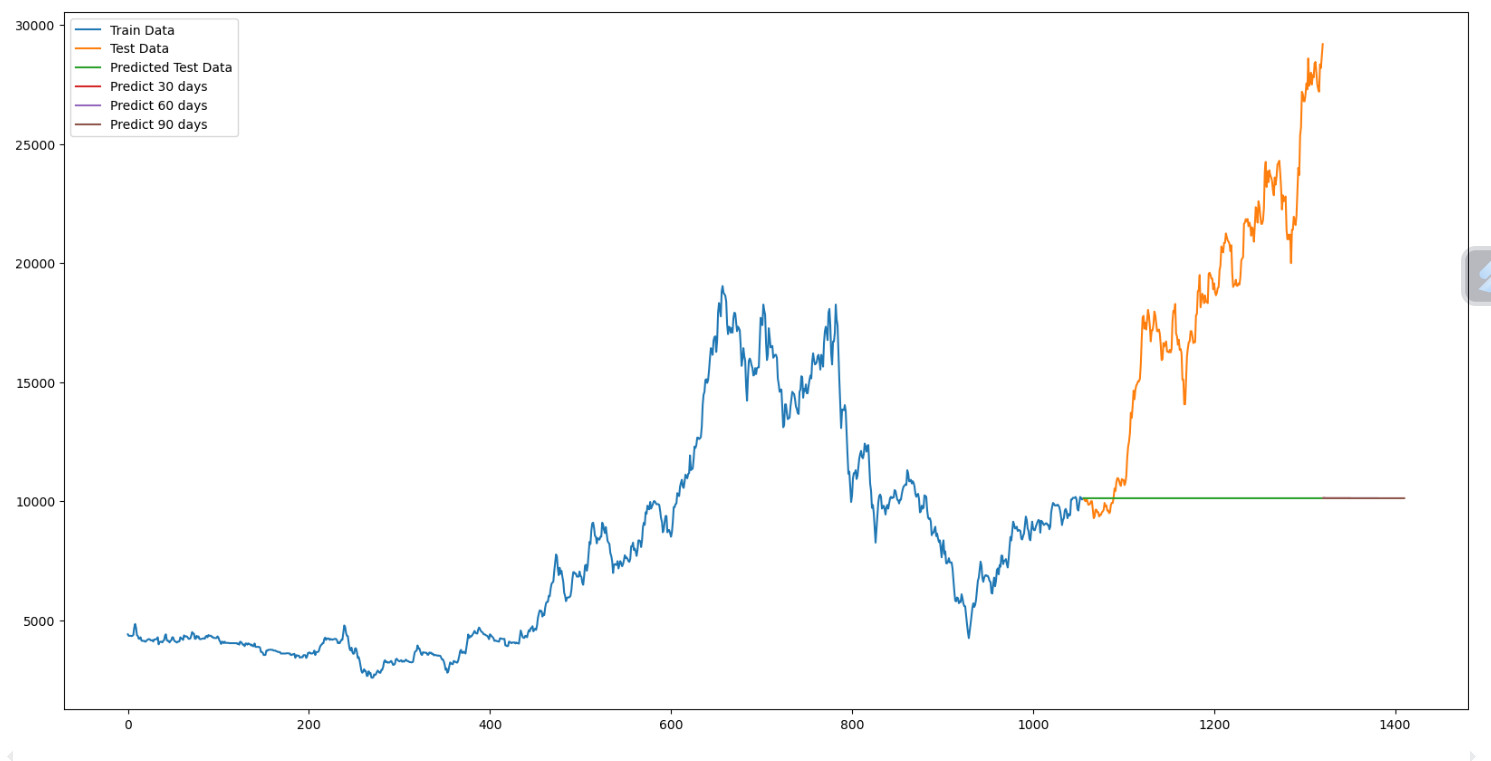 30000
25000
20000
15000
10000
5000
Train Data
Test Data
Predicted Test Data
Predict 30 days
Predict 60 days
Predict 90 days
0 200 400 600 800 1000 1200 1400